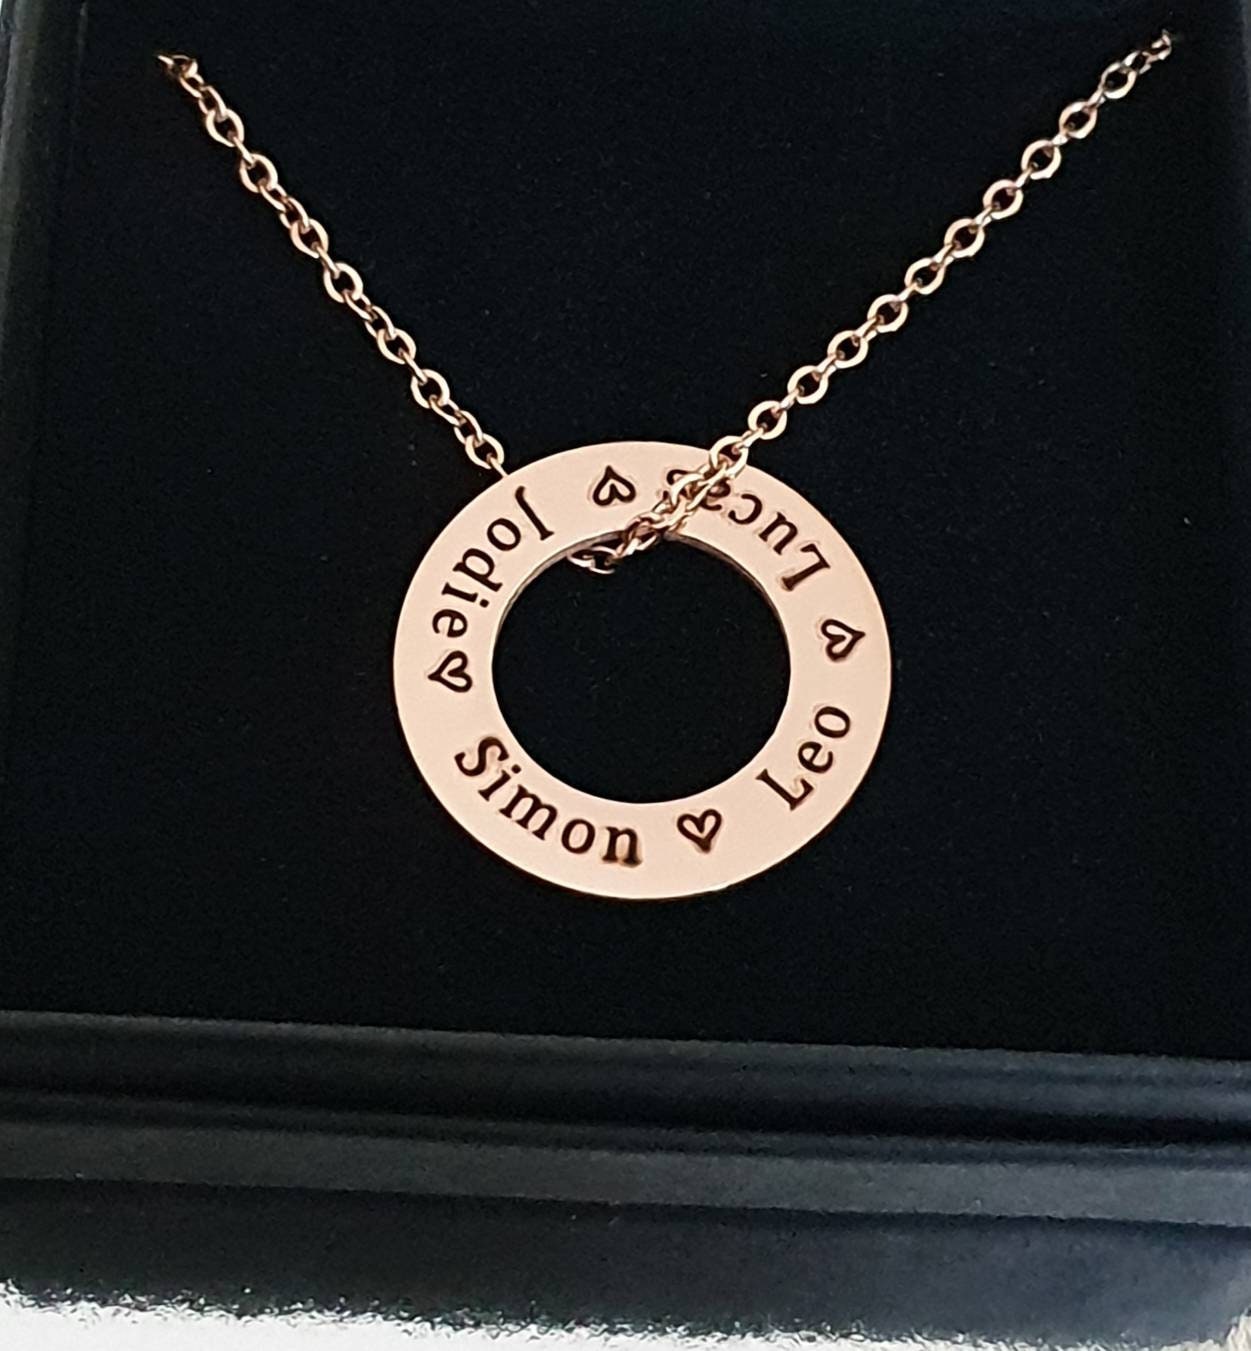 Jodie♡
Simon ♡
Leo ♡
Lucas ♡